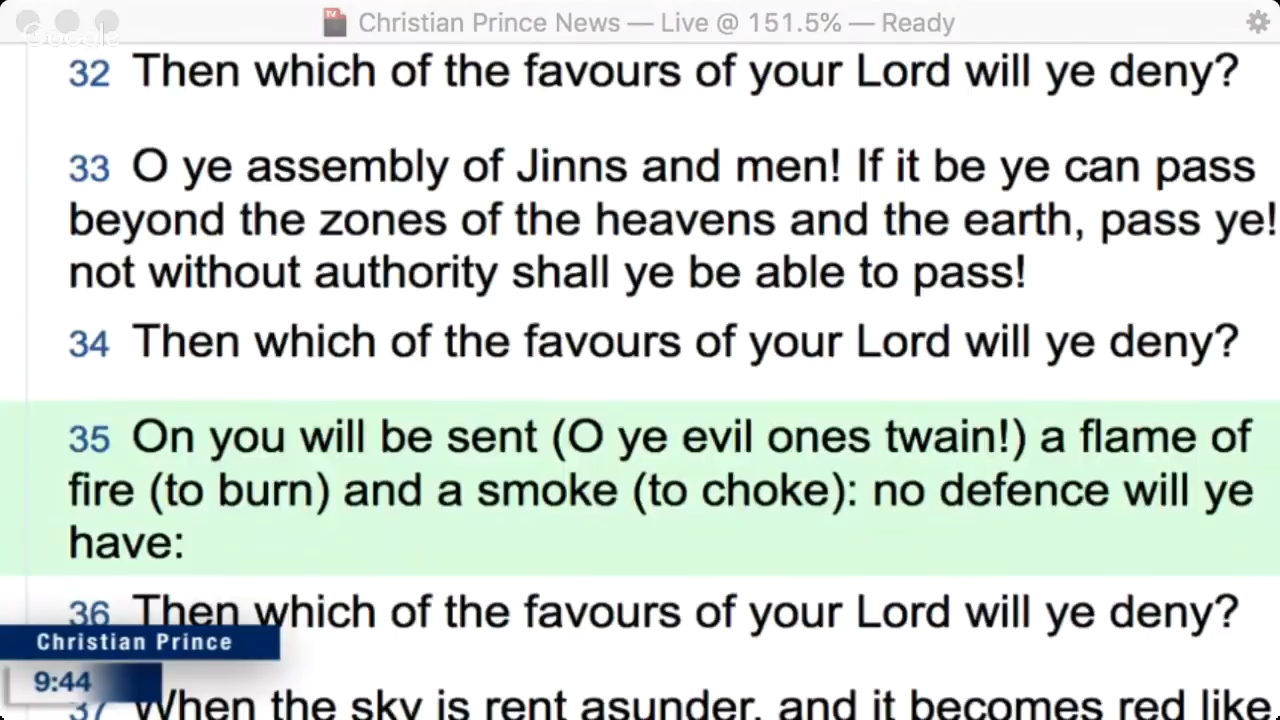 Christian Prince News — Live @ 151.5% — Ready
Google
32 Then which of the favours of your Lord will ye deny?
33 O ye assembly of Jinns and men! If it be ye can pass
beyond the zones of the heavens and the earth, pass ye!
not without authority shall ye be able to pass!
34 Then which of the favours of your Lord will ye deny?
35 On you will be sent (O ye evil ones twain!) a flame of
fire (to burn) and a smoke (to choke): no defence will ye
have:
36 Then which of the favours of your Lord will ye deny?
Christian Prince
9:44
37 When the sky is rent asunder, and it becomes red like